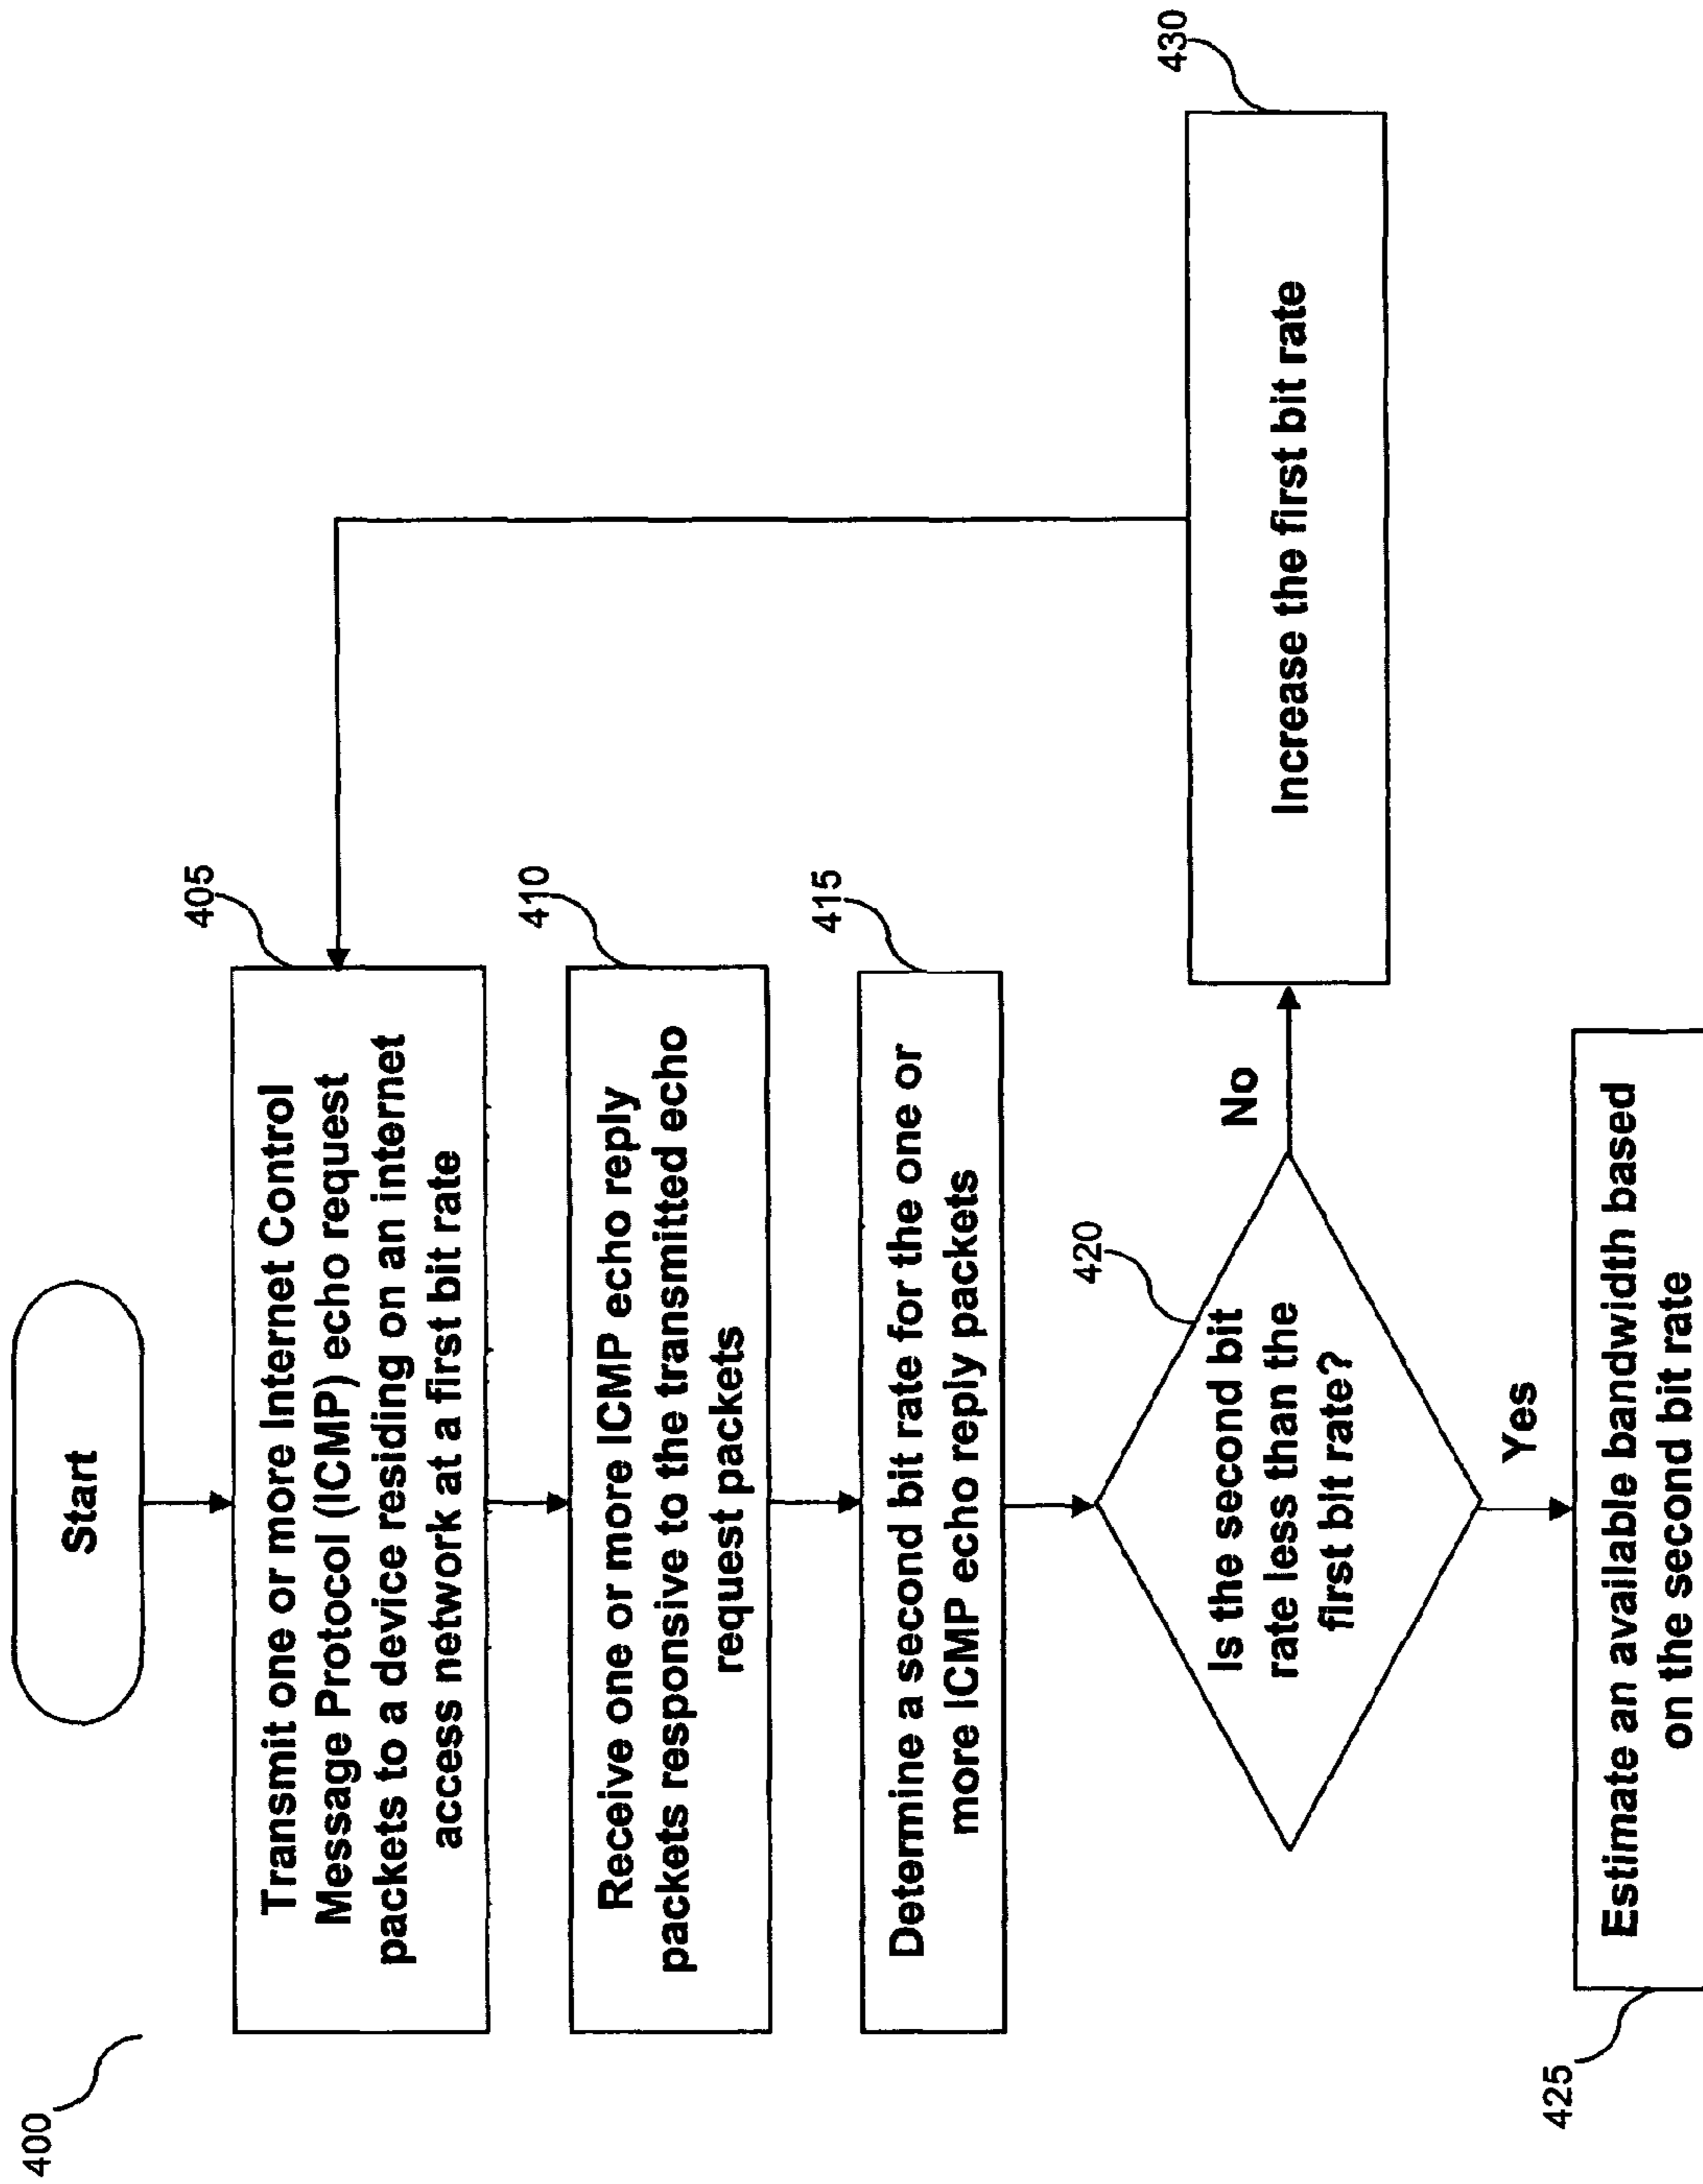 400
Start
405
Transmit one or more Internet Control
Message Protocol (ICMP) echo request
packets to a device residing on an internet
access network at a first bit rate
410
Receive one or more ICMP echo reply
packets responsive to the transmitted echo
request packets
415
Determine a second bit rate for the one or
more ICMP echo reply packets
420
Is the second bit
rate less than the
first bit rate?
No
430
Increase the first bit rate
Yes
425
Estimate an available bandwidth based
on the second bit rate